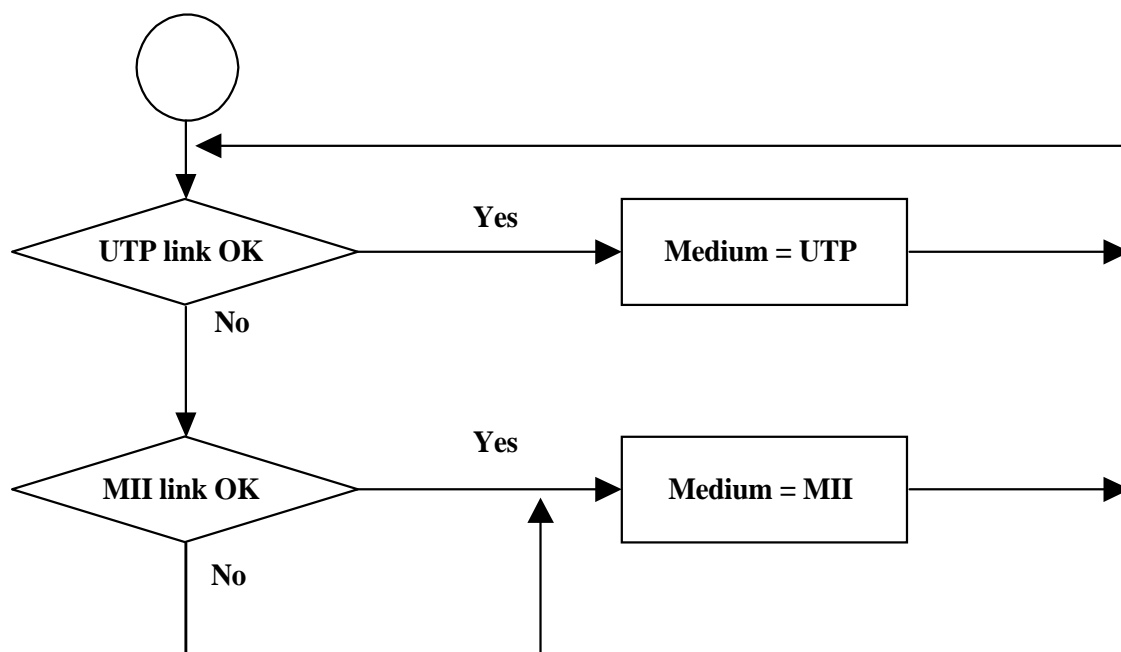 Yes
UTP link OK
Medium = UTP
No
Yes
MII link OK
Medium = MII
No